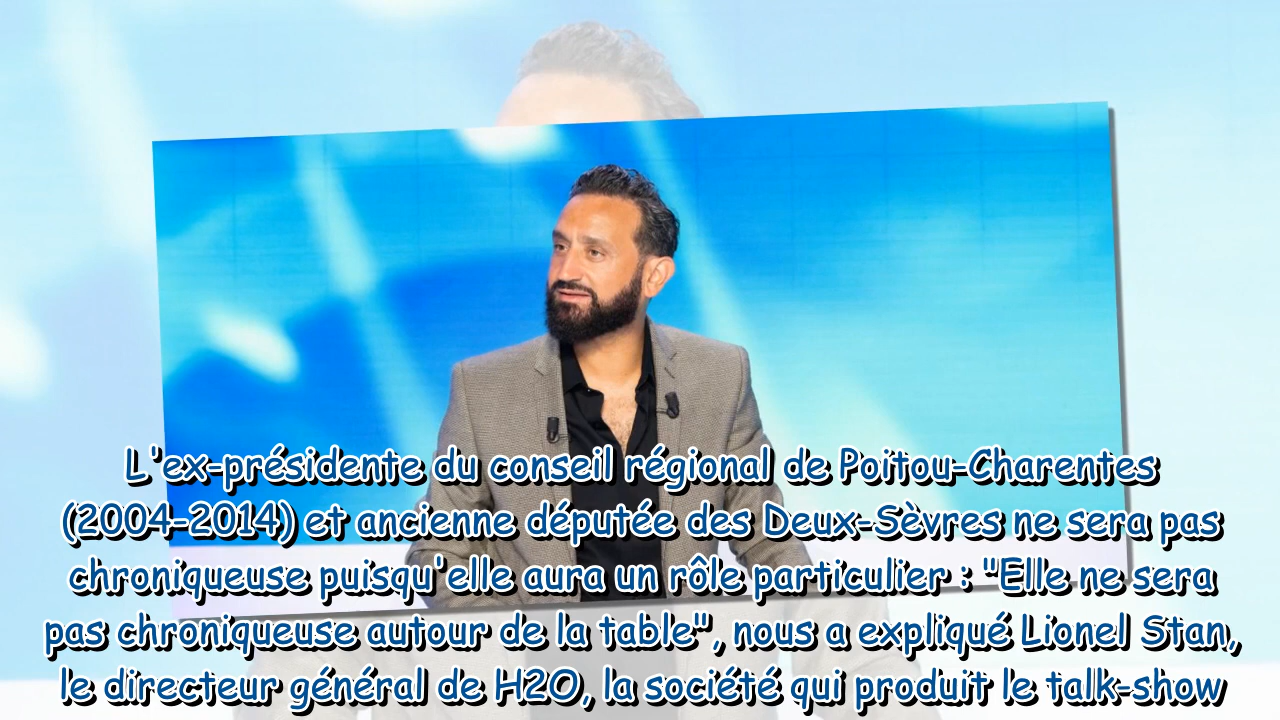 L'ex-présidente du conseil régional de Poitou-Charentes
(2004-2014) et ancienne députée des Deux-Sèvres ne sera pas
chroniqueuse puisqu'elle aura un rôle particulier : "Elle ne sera
pas chroniqueuse autour de la table", nous a expliqué Lionel Stan,
le directeur général de H2O, la société qui produit le talk-show